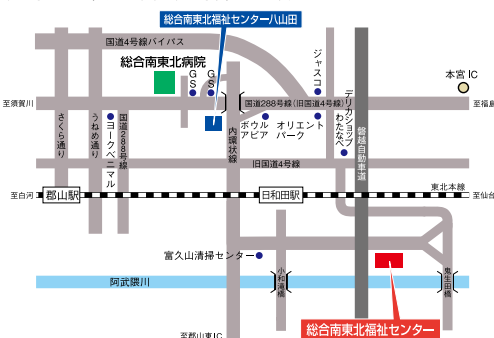 総合南東北福祉センター八山田
国道4号線バイパス
総合南東北病院
GS
GS
ジャスコ
本宮IC
至須賀川
国道288号線(旧国道4号線)
至福島
さくら通り
うねめ通り
ヨークベニマル
国道288号線
内環状線
ボウル
アピア
オリエント
パーク
デリカショップ
わたなべ
磐越自動車道
旧国道4号線
東北本線
至白河
郡山駅
日和田駅
至仙台
富久山清掃センター
阿武隈川
小和滝橋
鬼生田橋
総合南東北福祉センター
至郡山東IC